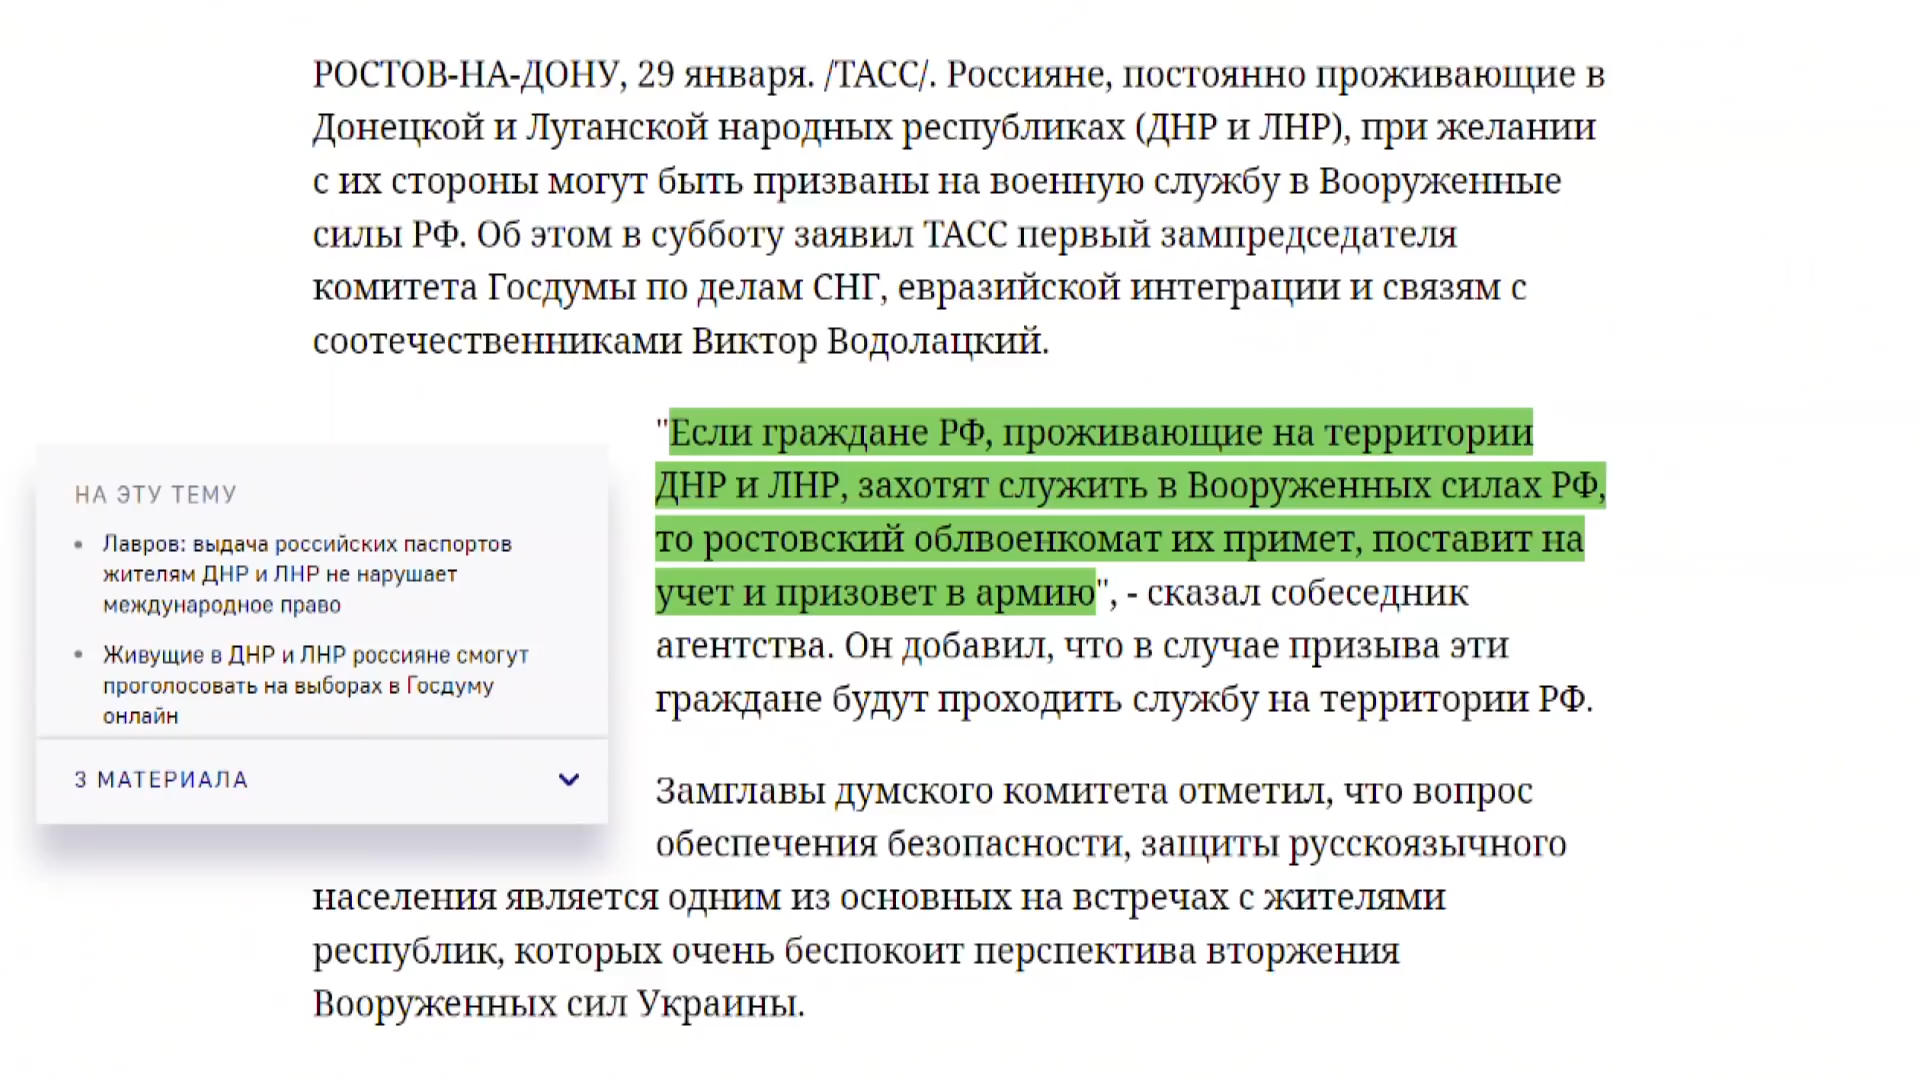 РОСТОВ-НА-ДОНУ, 29 января. /ТАСС/. Россияне, постоянно проживающие в
Донецкой и Луганской народных республиках (ДНР и ЛНР), при желании
с их стороны могут быть призваны на военную службу в Вооруженные
силы РФ. Об этом в субботу заявил ТАСС первый зампредседателя
комитета Госдумы по делам СНГ, евразийской интеграции и связям с
соотечественниками Виктор Водолацкий.
"Если граждане РФ, проживающие на территории
ДНР и ЛНР, захотят служить в Вооруженных силах РФ,
то ростовский облвоенкомат их примет, поставит на
учет и призовет в армию", - сказал собеседник
агентства. Он добавил, что в случае призыва эти
граждане будут проходить службу на территории РФ.
НА ЭТУ ТЕМУ
• Лавров: выдача российских паспортов
жителям ДНР и ЛНР не нарушает
международное право
• Живущие в ДНР и ЛНР россияне смогут
проголосовать на выборах в Госдуму
онлайн
3 МАТЕРИАЛА
Замглавы думского комитета отметил, что вопрос
обеспечения безопасности, защиты русскоязычного
населения является одним из основных на встречах с жителями
республик, которых очень беспокоит перспектива вторжения
Вооруженных сил Украины.